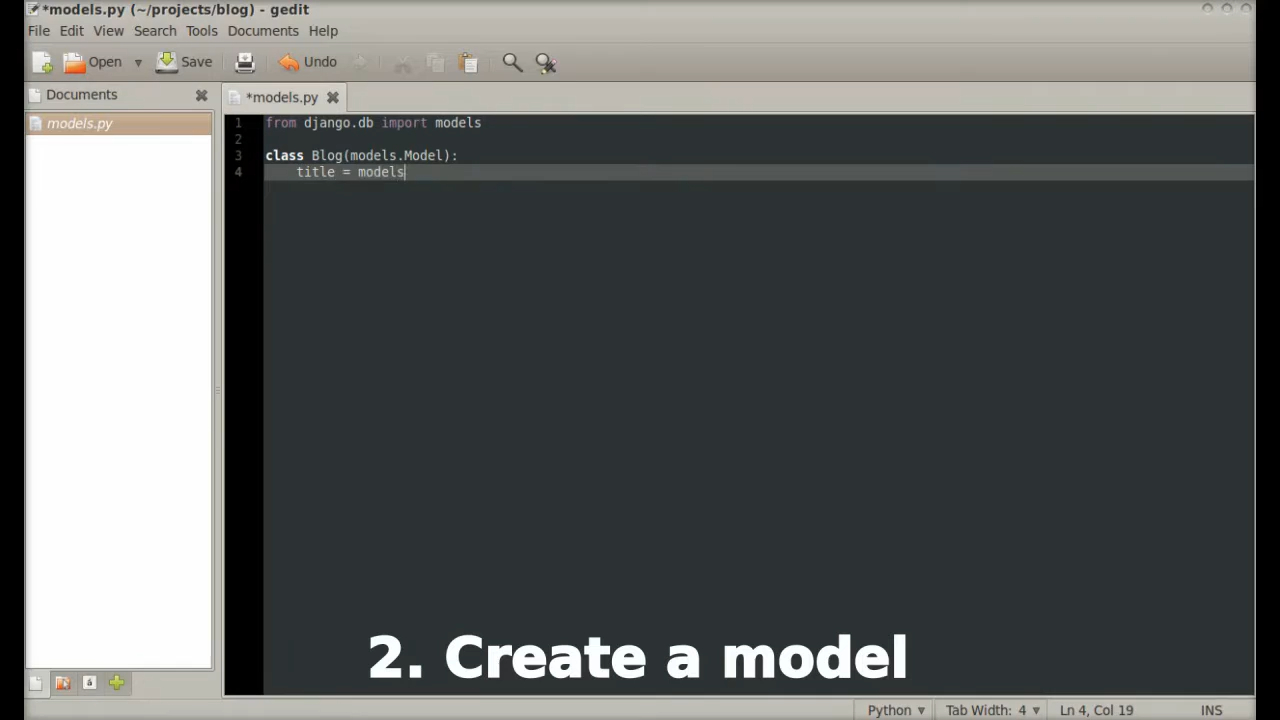 *models.py (~/projects/blog) - gedit
File Edit View Search Tools Documents Help
Open Save Undo
Documents
*models.py
models.py
1 from django.db import models
2
3 class Blog(models.Model):
4     title = models
2. Create a model
Python Tab Width: 4 Ln 4, Col 19 INS